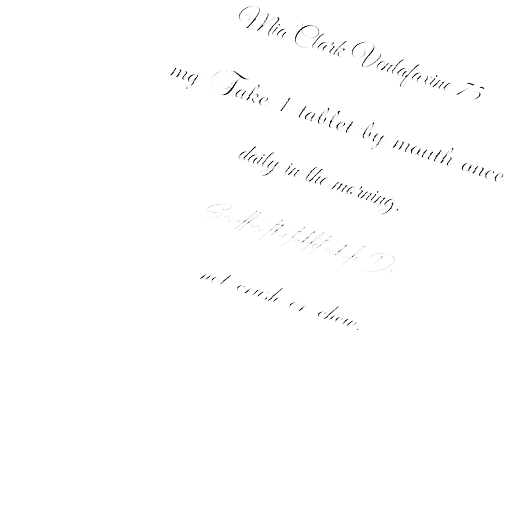 Mia Clark Venlafaxine 75
mg Take 1 tablet by mouth once
daily in the morning.
Do
not crush or chew.